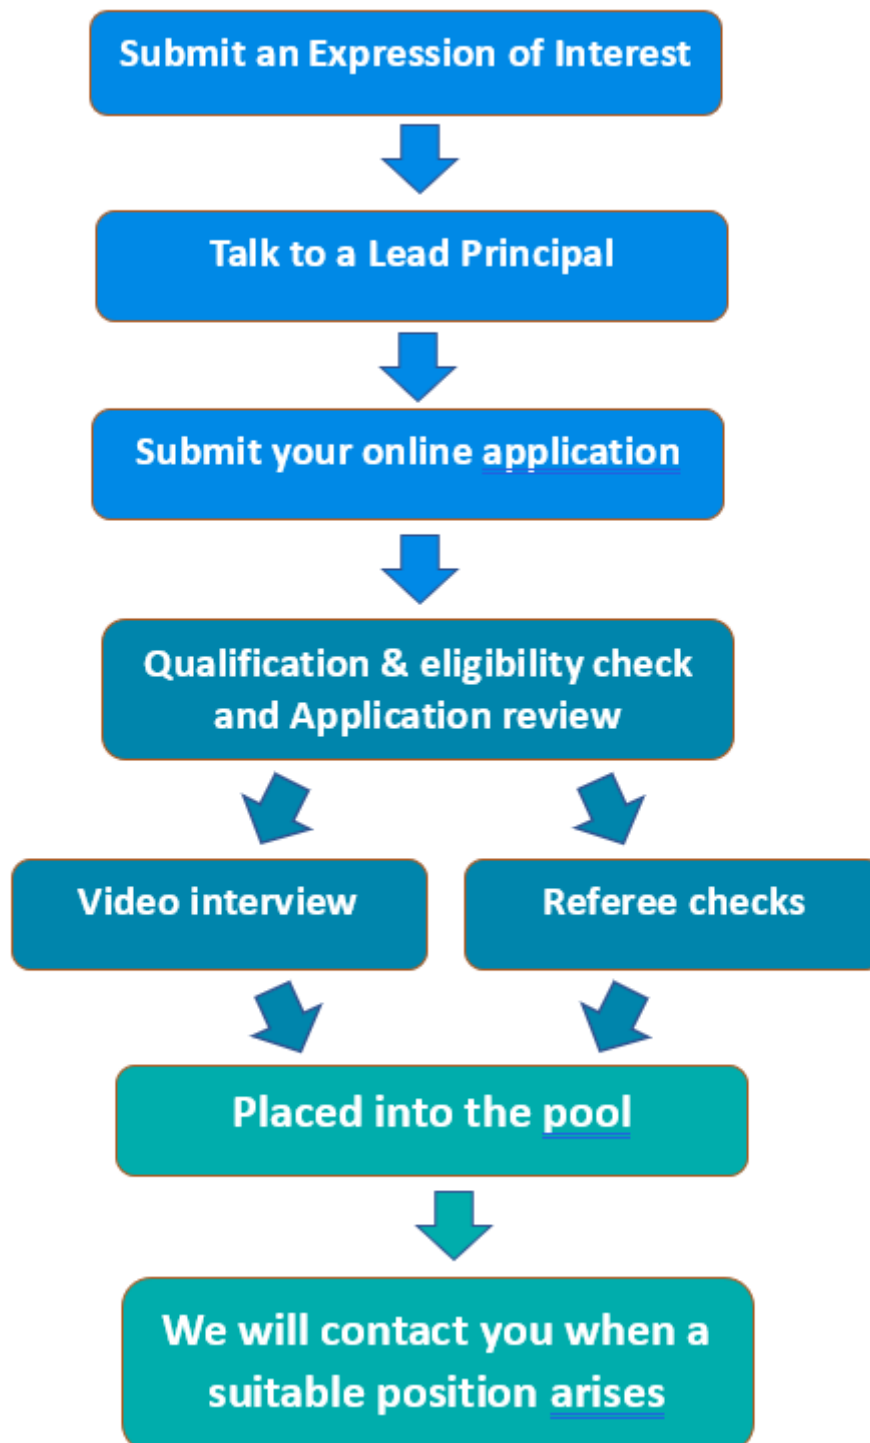 Submit an Expression of Interest
Talk to a Lead Principal
Submit your online application
Qualification & eligibility check
and Application review
Video interview
Referee checks
Placed into the pool
We will contact you when a
suitable position arises